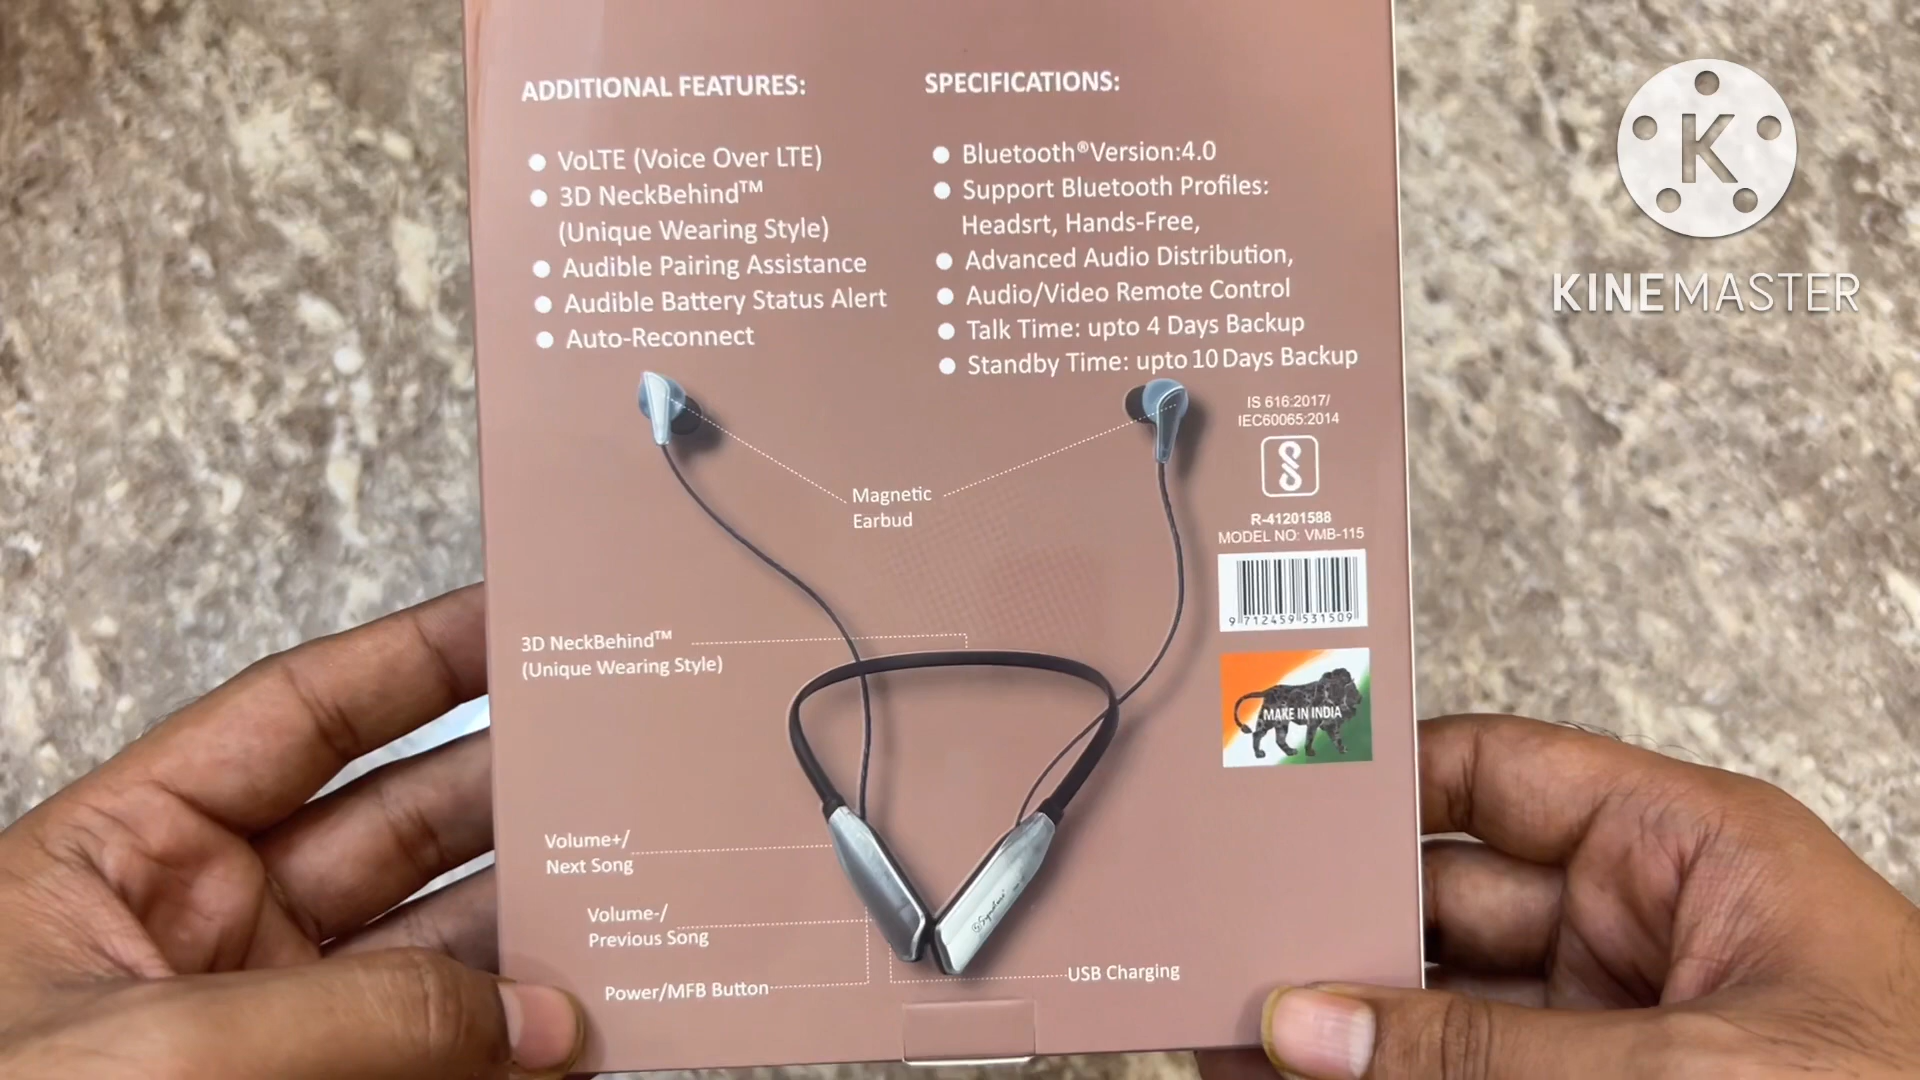 ADDITIONAL FEATURES:
VoLTE (Voice Over LTE)
3D NeckBehind™
(Unique Wearing Style)
Audible Pairing Assistance
Audible Battery Status Alert
Auto-Reconnect
SPECIFICATIONS:
Bluetooth®Version:4.0
Support Bluetooth Profiles:
Headsrt, Hands-Free,
Advanced Audio Distribution,
Audio/Video Remote Control
Talk Time: upto 4 Days Backup
Standby Time: upto 10 Days Backup
IS 616:2017/
IEC60065:2014
R-41201588
MODEL NO: VMB-115
9 712459 531509
MAKE IN INDIA
Magnetic
Earbud
3D NeckBehind™
(Unique Wearing Style)
Volume+/
Next Song
Volume-/
Previous Song
Power/MFB Button
USB Charging
Signature
K
KINEMASTER